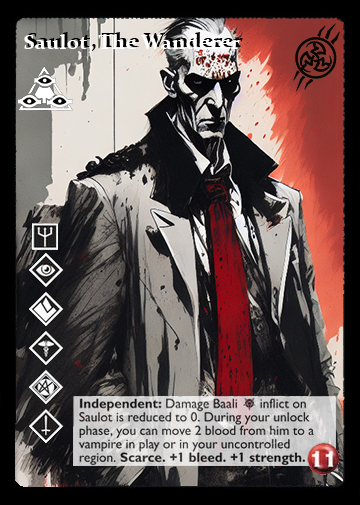 Saulot, The Wanderer
Independent: Damage Baali inflict on
Saulot is reduced to 0. During your unlock
phase, you can move 2 blood from him to a
vampire in play or in your uncontrolled
region. Scarce. +1 bleed. +1 strength.
11